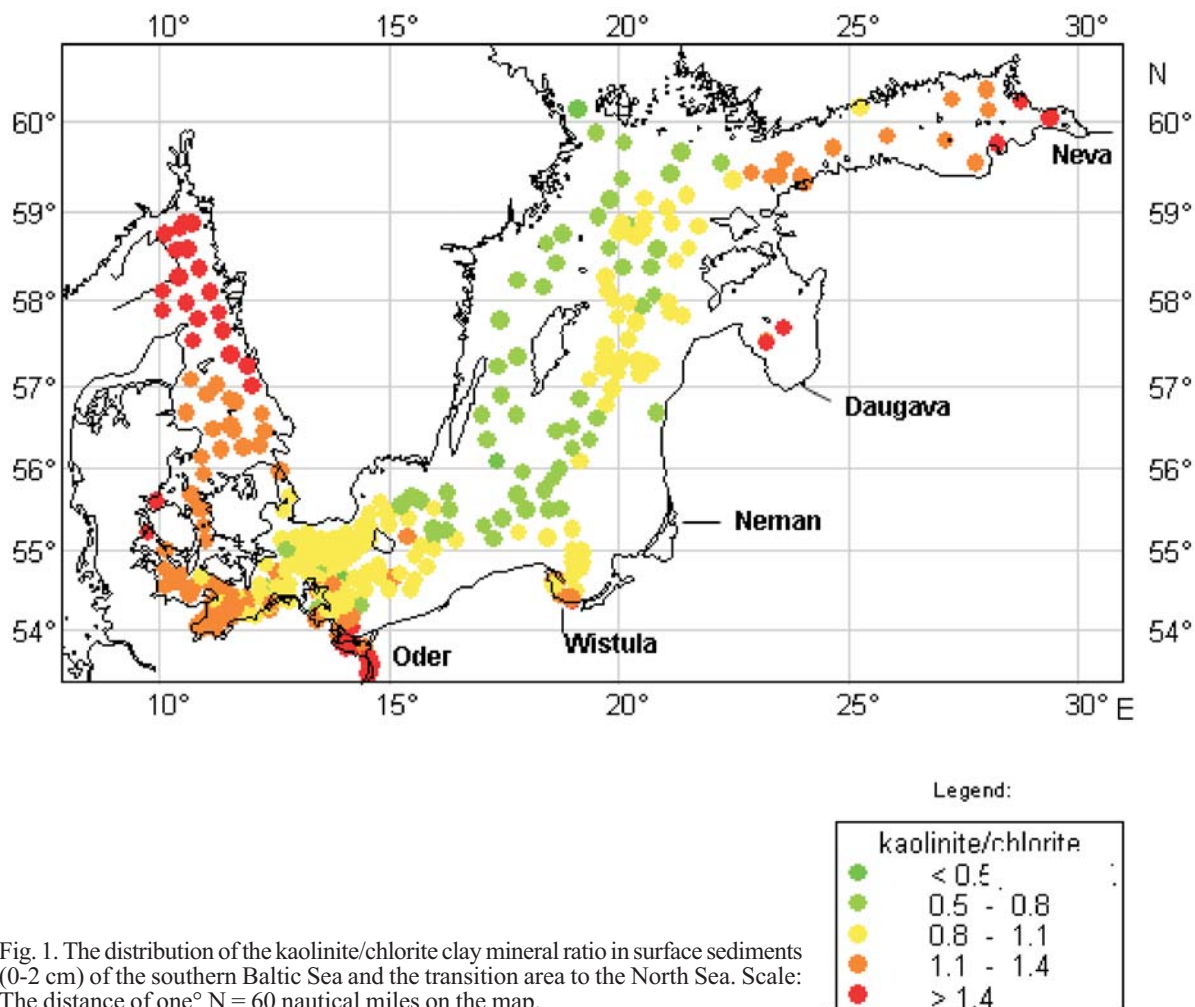 10° 15° 20° 25° 30°
N
60° 60°
Neva
59° 59°
58° 58°
57° 57°
Daugava
56° 56°
Neman
55° 55°
54° 54°
Oder
Wistula
10° 15° 20° 25° 30° E
Legend:
kaolinite/chlorite
< 0.5
0.5 - 0.8
0.8 - 1.1
1.1 - 1.4
> 1.4
Fig. 1. The distribution of the kaolinite/chlorite clay mineral ratio in surface sediments
(0-2 cm) of the southern Baltic Sea and the transition area to the North Sea. Scale:
The distance of one° N = 60 nautical miles on the map.